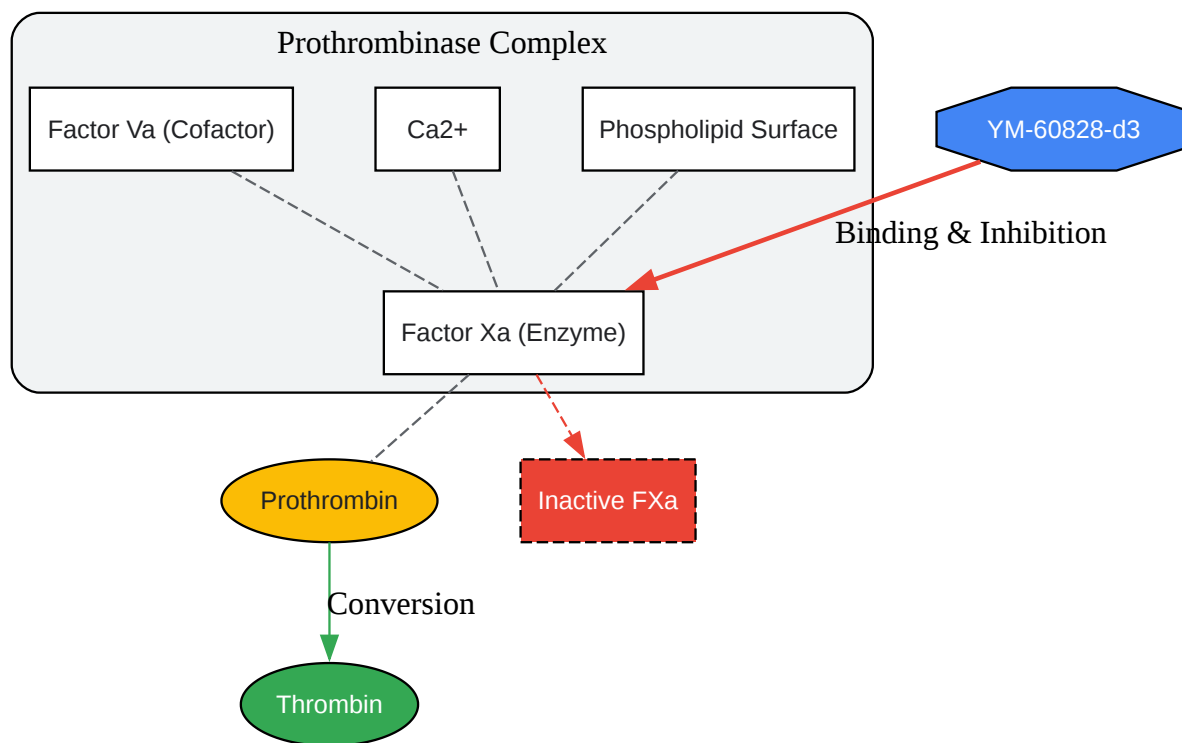 Prothrombinase Complex
Factor Va (Cofactor)
Ca2+
Phospholipid Surface
YM-60828-d3
Binding & Inhibition
Factor Xa (Enzyme)
Prothrombin
Inactive FXa
Conversion
Thrombin